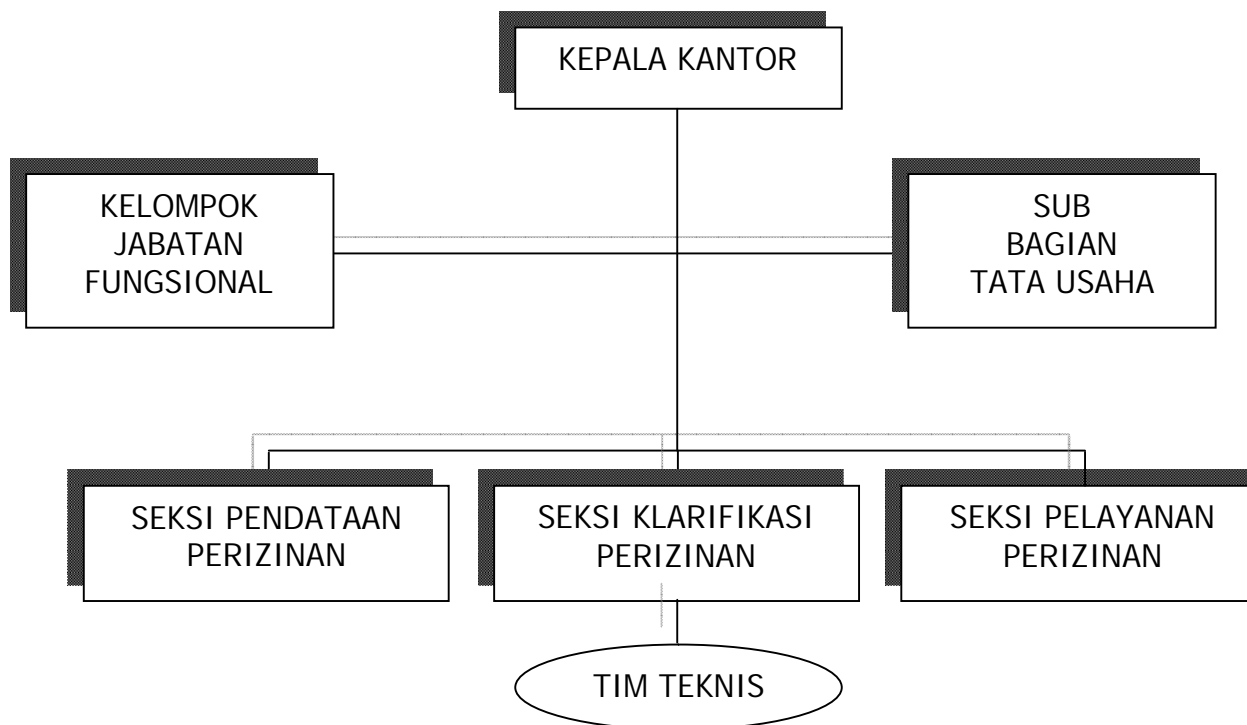 KEPALA KANTOR
KELOMPOK
JABATAN
FUNGSIONAL
SUB
BAGIAN
TATA USAHA
SEKSI PENDATAAN
PERIZINAN
SEKSI KLARIFIKASI
PERIZINAN
SEKSI PELAYANAN
PERIZINAN
TIM TEKNIS